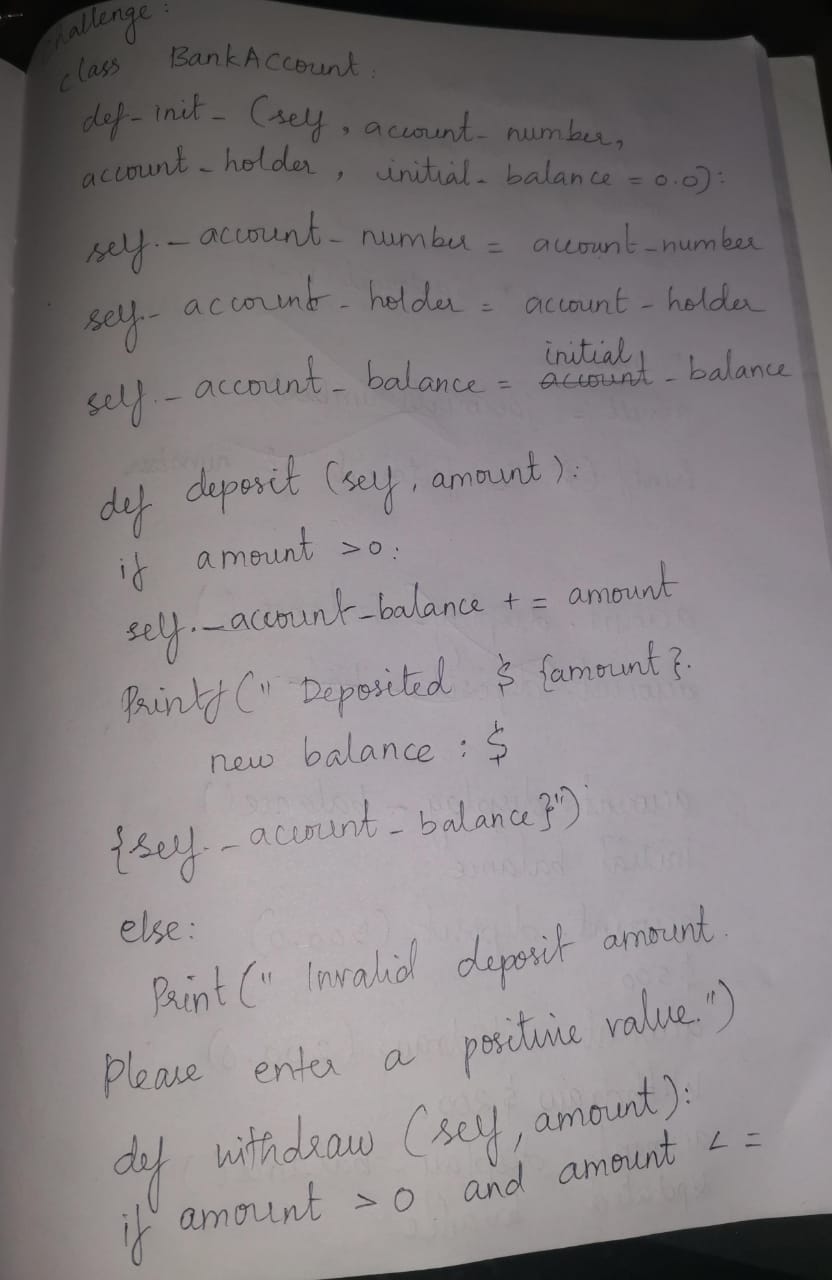 challenge:
class BankAccount:
def-init-(self, account-number,
account-holder, initial-balance = 0.0):
self.-account-number = account-number
self.-account-holder = account-holder
self.-account-balance = initial account-balance
def deposit (self, amount):
if amount >0:
self.-account-balance += amount
Printf(" Deposited $ {amount}.
new balance : $
{self.-account-balance}")
else:
Print(" Invalid deposit amount.
Please enter a positive value.")
def withdraw (self, amount):
if amount >0 and amount <=